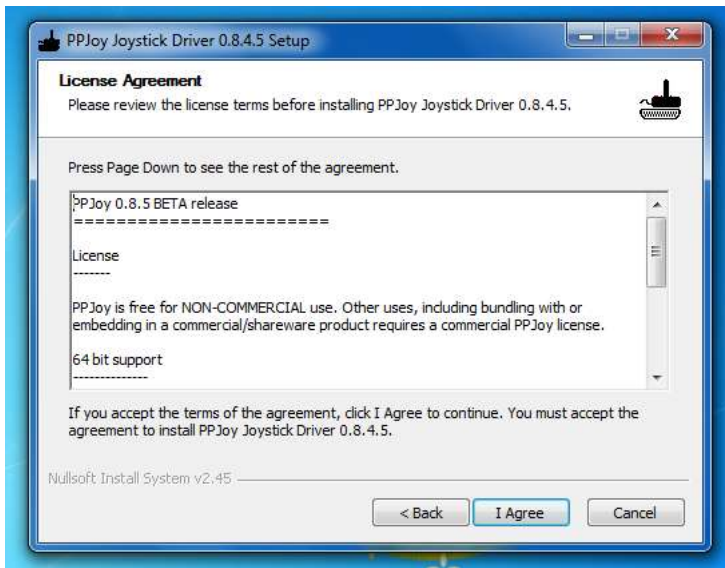 PPJoy Joystick Driver 0.8.4.5 Setup
License Agreement
Please review the license terms before installing PPJoy Joystick Driver 0.8.4.5.
Press Page Down to see the rest of the agreement.
PPJoy 0.8.5 BETA release
========================
License
-------
PPJoy is free for NON-COMMERCIAL use. Other uses, including bundling with or
embedding in a commercial/shareware product requires a commercial PPJoy license.
64 bit support
--------------
If you accept the terms of the agreement, click I Agree to continue. You must accept the
agreement to install PPJoy Joystick Driver 0.8.4.5.
Nullsoft Install System v2.45
< Back I Agree Cancel